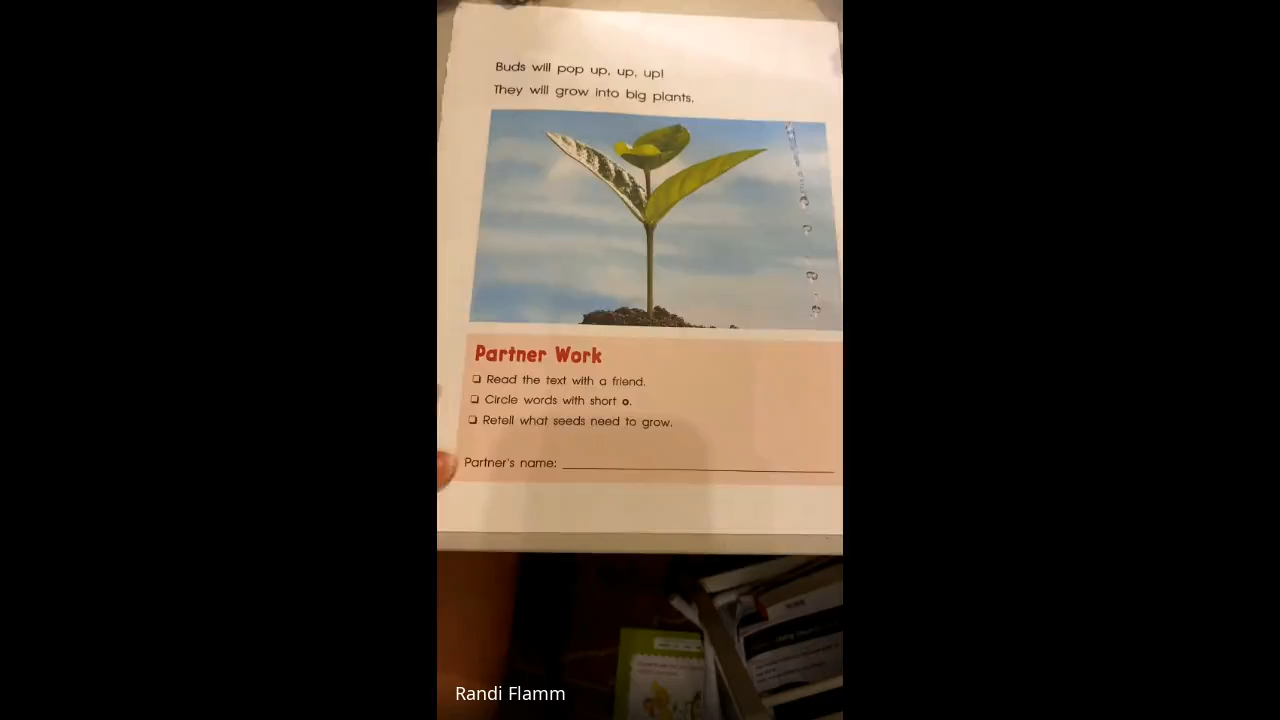 Buds will pop up, up, up!
They will grow into big plants.
Partner Work
❑ Read the text with a friend.
❑ Circle words with short o.
❑ Retell what seeds need to grow.
Partner's name:
Randi Flamm